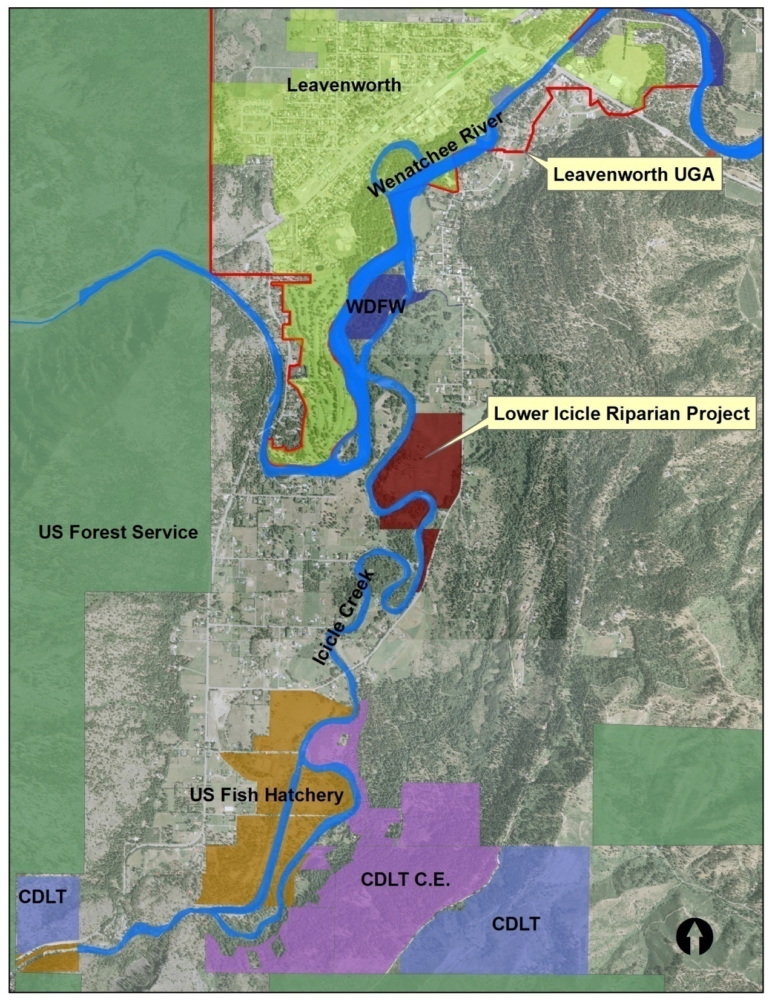 Leavenworth
Wenatchee River
Leavenworth UGA
WDFW
Lower Icicle Riparian Project
US Forest Service
Icicle Creek
US Fish Hatchery
CDLT C.E.
CDLT
CDLT